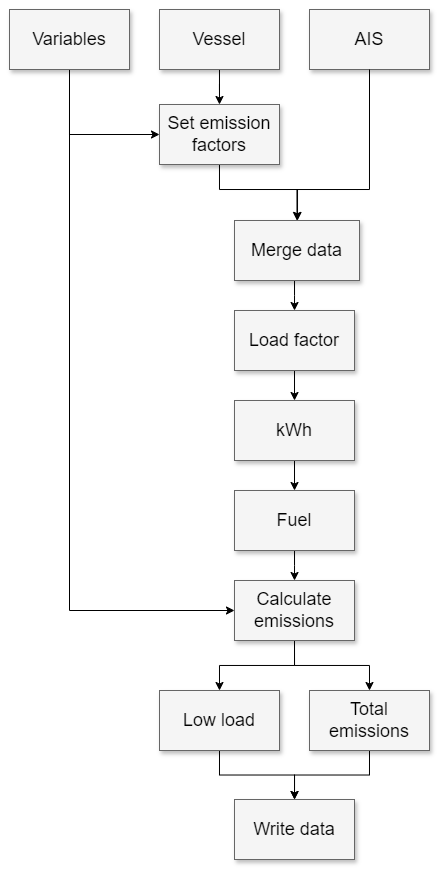 Variables
Vessel
AIS
Set emission
factors
Merge data
Load factor
kWh
Fuel
Calculate
emissions
Low load
Total
emissions
Write data